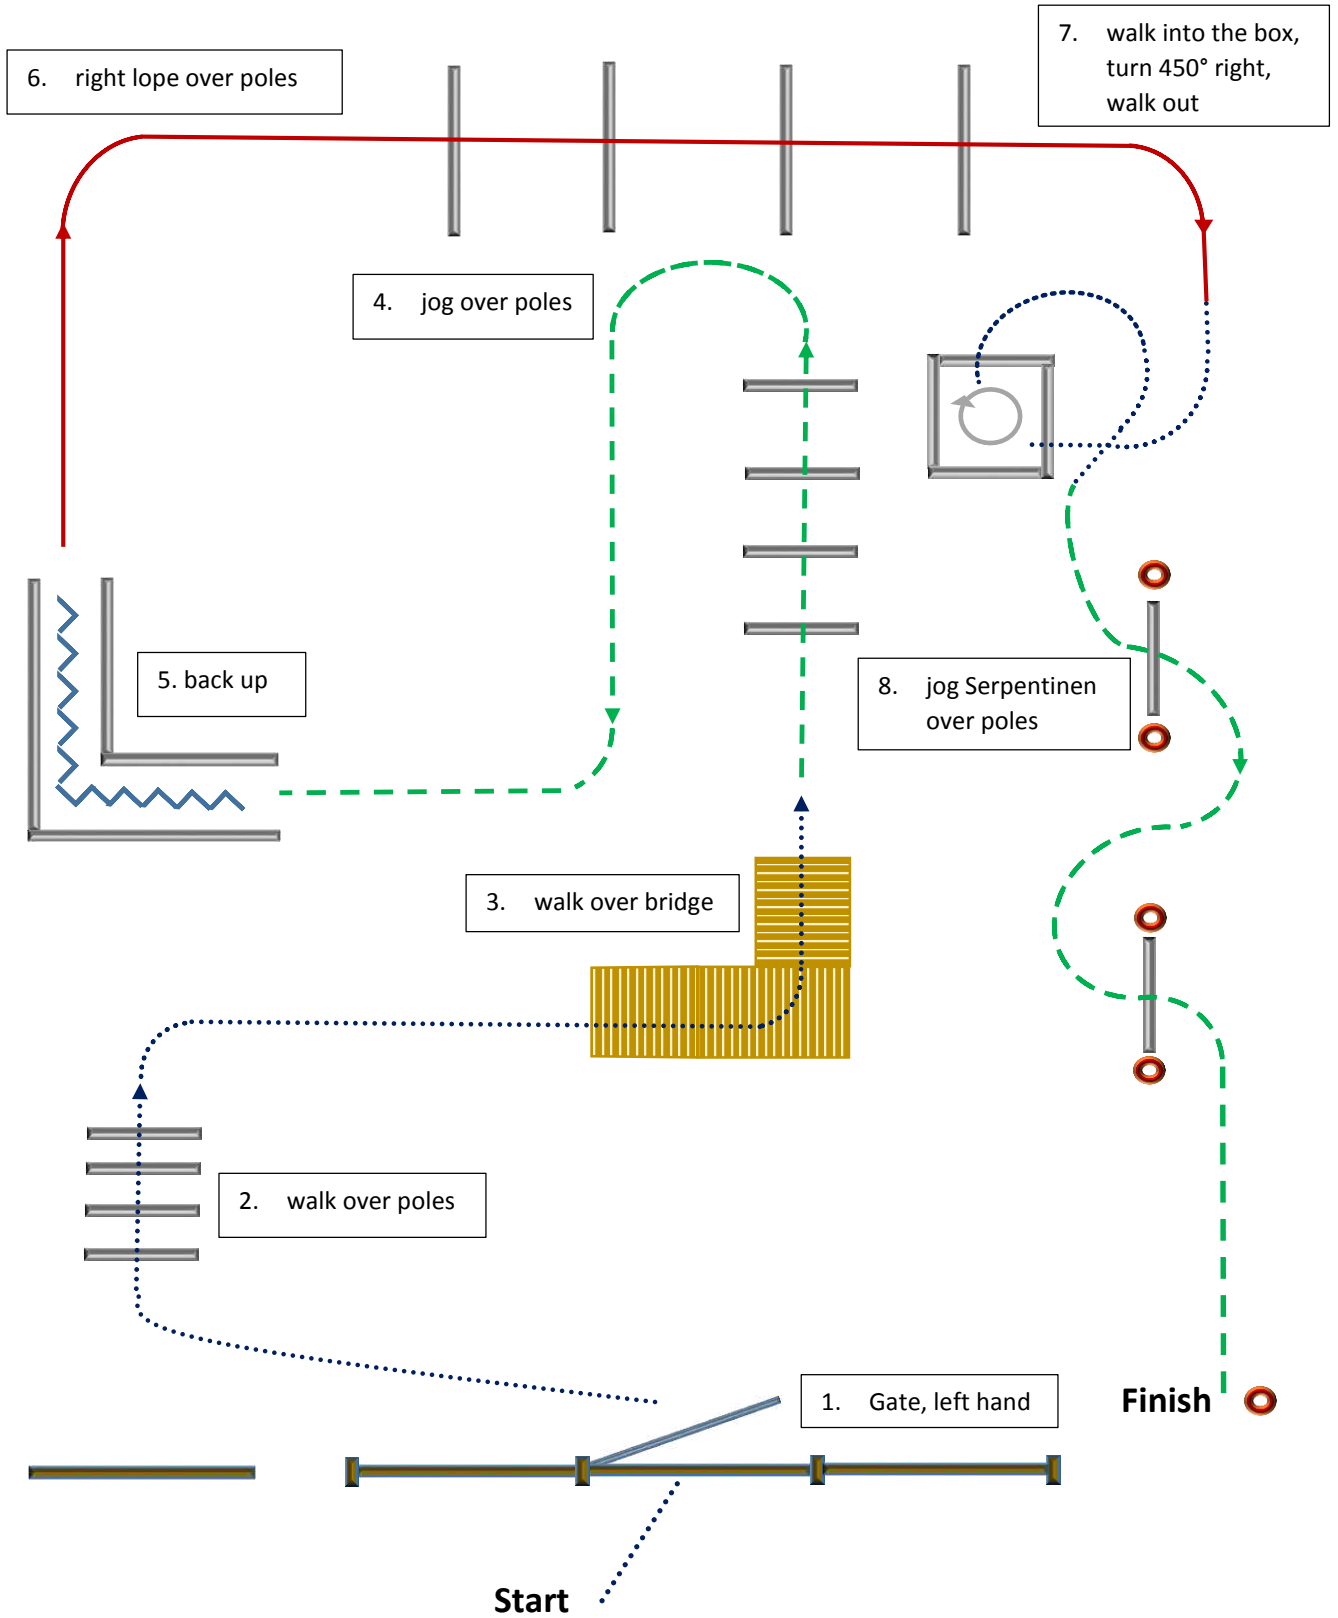 7. walk into the box,
turn 450° right,
walk out
6. right lope over poles
4. jog over poles
5. back up
8. jog Serpentinen
over poles
3. walk over bridge
2. walk over poles
1. Gate, left hand
Finish
Start